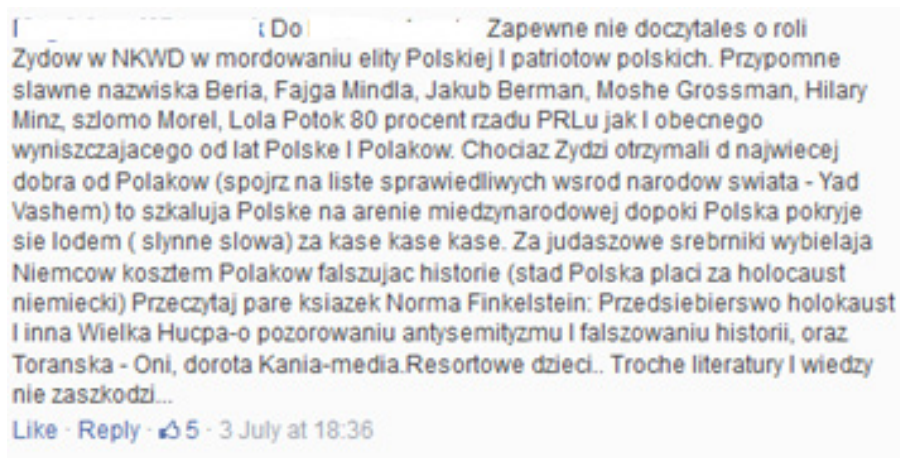 Do Zapewne nie doczytales o roli
Zydow w NKWD w mordowaniu elity Polskiej I patriotow polskich. Przypomne
slawne nazwiska Beria, Fajga Mindla, Jakub Berman, Moshe Grossman, Hilary
Minz, szlomo Morel, Lola Potok 80 procent rzadu PRLu jak I obecnego
wyniszczajacego od lat Polske I Polakow. Chociaz Zydzi otrzymali d najwiecej
dobra od Polakow (spojrz na liste sprawiedliwych wsrod narodow swiata - Yad
Vashem) to szkaluja Polske na arenie miedzynarodowej dopoki Polska pokryje
sie lodem ( slynne slowa) za kase kase kase. Za judaszowe srebrniki wybielaja
Niemcow kosztem Polakow falszujac historie (stad Polska placi za holocaust
niemiecki) Przeczytaj pare ksiazek Norma Finkelstein: Przedsiebierswo holokaust
I inna Wielka Hucpa-o pozorowaniu antysemityzmu I falszowaniu historii, oraz
Toranska - Oni, dorota Kania-media.Resortowe dzieci.. Troche literatury I wiedzy
nie zaszkodzi...
Like · Reply · 5 · 3 July at 18:36